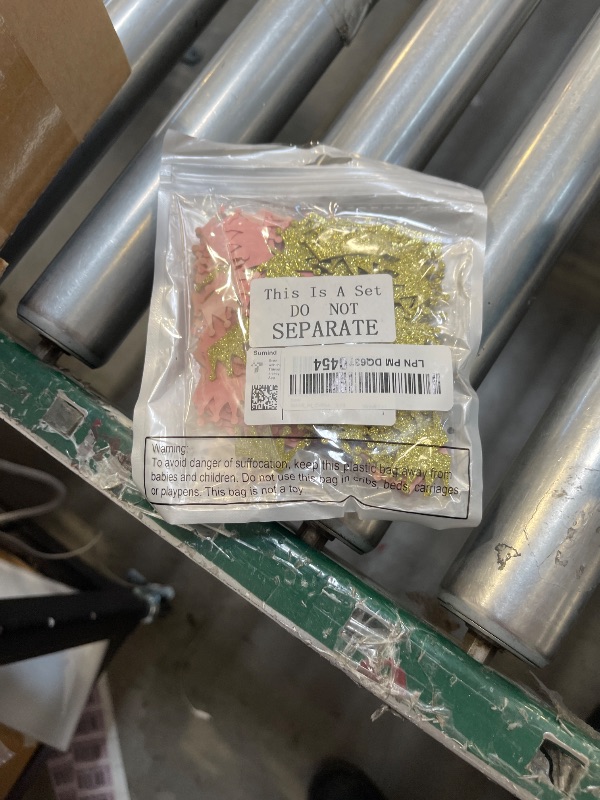 This Is A Set
DO NOT
SEPARATE
Sumind
LPN PM
Warning:
To avoid danger of suffocation, keep this plastic bag away from
babies and children. Do not use this bag in cribs, beds, carriages
or playpens. This bag is not a toy